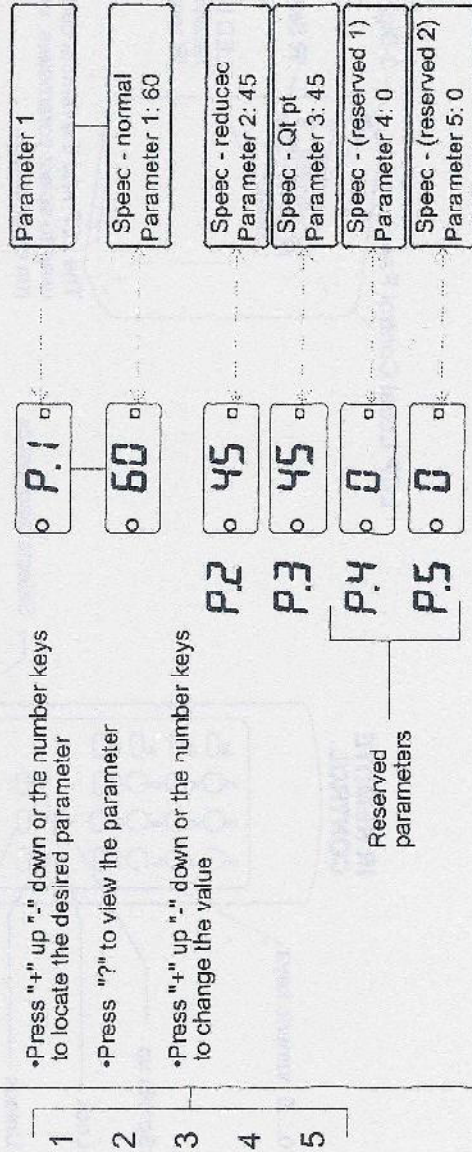 1
2
3
4
5
•Press "+" up "-" down or the number keys
to locate the desired parameter
•Press "?" to view the parameter
•Press "+" up "-" down or the number keys
to change the value
Reserved
parameters
P.1
60
P.2 45
P.3 45
P.4 0
P.5 0
Parameter 1
Speec - normal
Parameter 1: 60
Speec - reducec
Parameter 2: 45
Speec - Qt pt
Parameter 3: 45
Speec - (reserved 1)
Parameter 4: 0
Speec - (reserved 2)
Parameter 5: 0